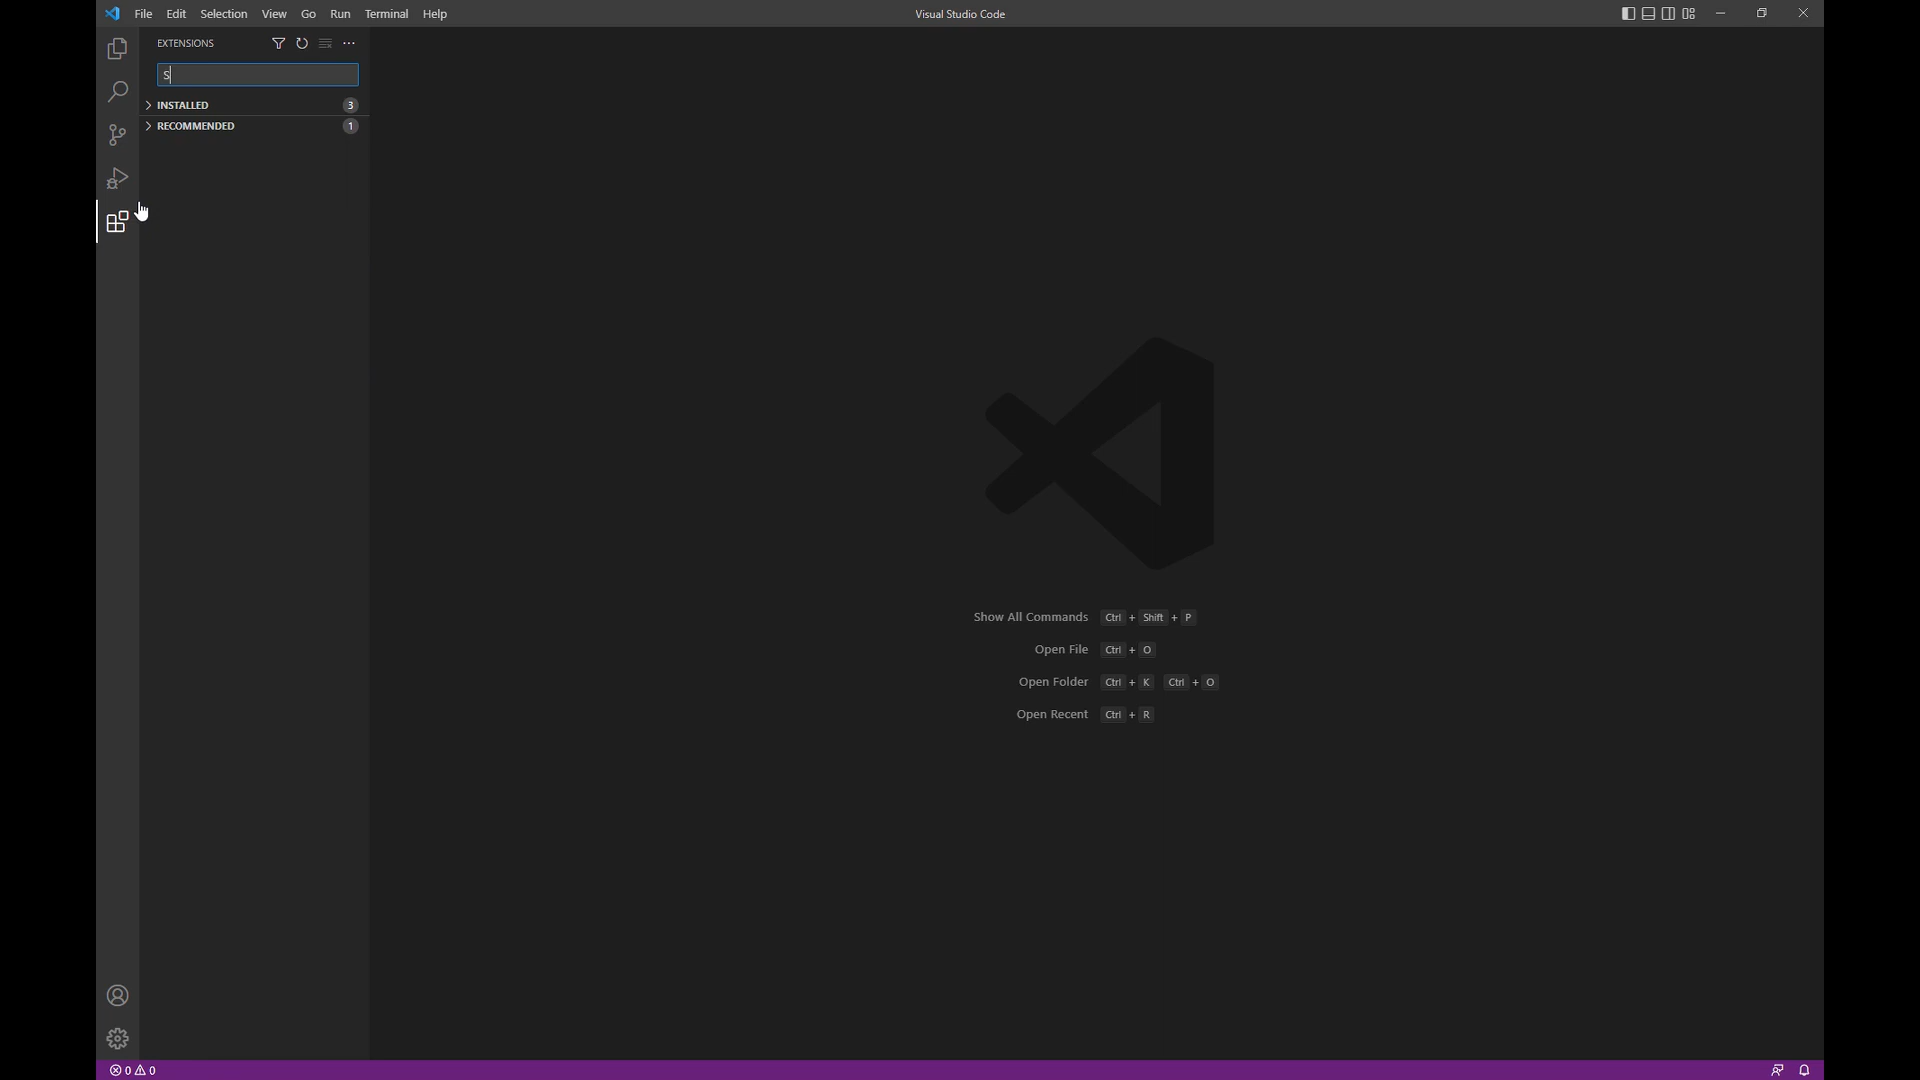 File Edit Selection View Go Run Terminal Help
Visual Studio Code
EXTENSIONS
S
INSTALLED 3
RECOMMENDED 1
Show All Commands Ctrl + Shift + P
Open File Ctrl + O
Open Folder Ctrl + K Ctrl + O
Open Recent Ctrl + R
0 0